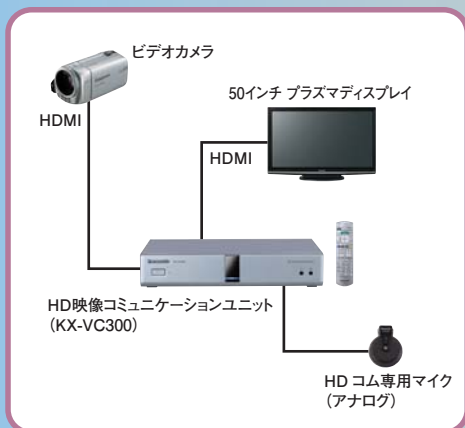 ビデオカメラ
HDMI
50インチ プラズマディスプレイ
HDMI
HD映像コミュニケーションユニット
（KX-VC300）
HD コム専用マイク
（アナログ）